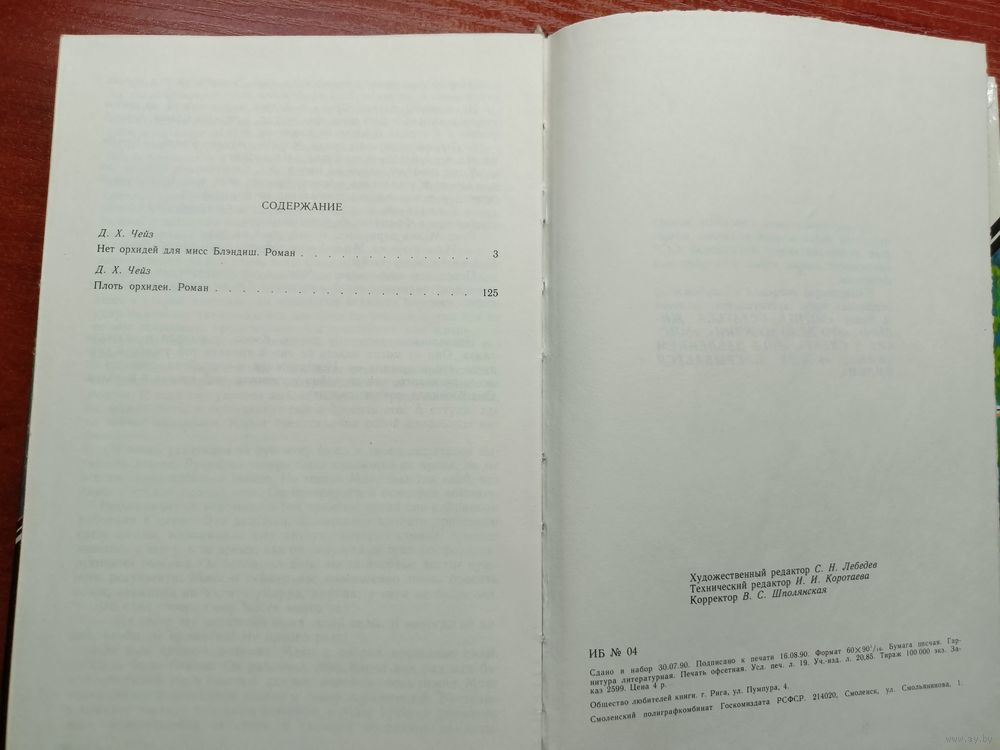 СОДЕРЖАНИЕ
Д. Х. Чейз
Нет орхидей для мисс Блэндиш. Роман . . . . . . . . . . . . . 3
Д. Х. Чейз
Плоть орхидеи. Роман . . . . . . . . . . . . . . . . . . . 125
Художественный редактор С. Н. Лебедев
Технический редактор И. И. Коротаева
Корректор В. С. Шполянская
ИБ № 04
Сдано в набор 30.07.90. Подписано к печати 16.08.90. Формат 60×90¹/₁₆. Бумага писчая. Гар-
нитура литературная. Печать офсетная. Усл. печ. л. 19. Уч.-изд. л. 20,85. Тираж 100 000 экз. За-
каз 2599. Цена 4 р.
Общество любителей книги. г. Рига, ул. Пумпура, 4.
Смоленский полиграфкомбинат Госкомиздата РСФСР. 214020, Смоленск, ул. Смольянинова, 1.
www.ay.by